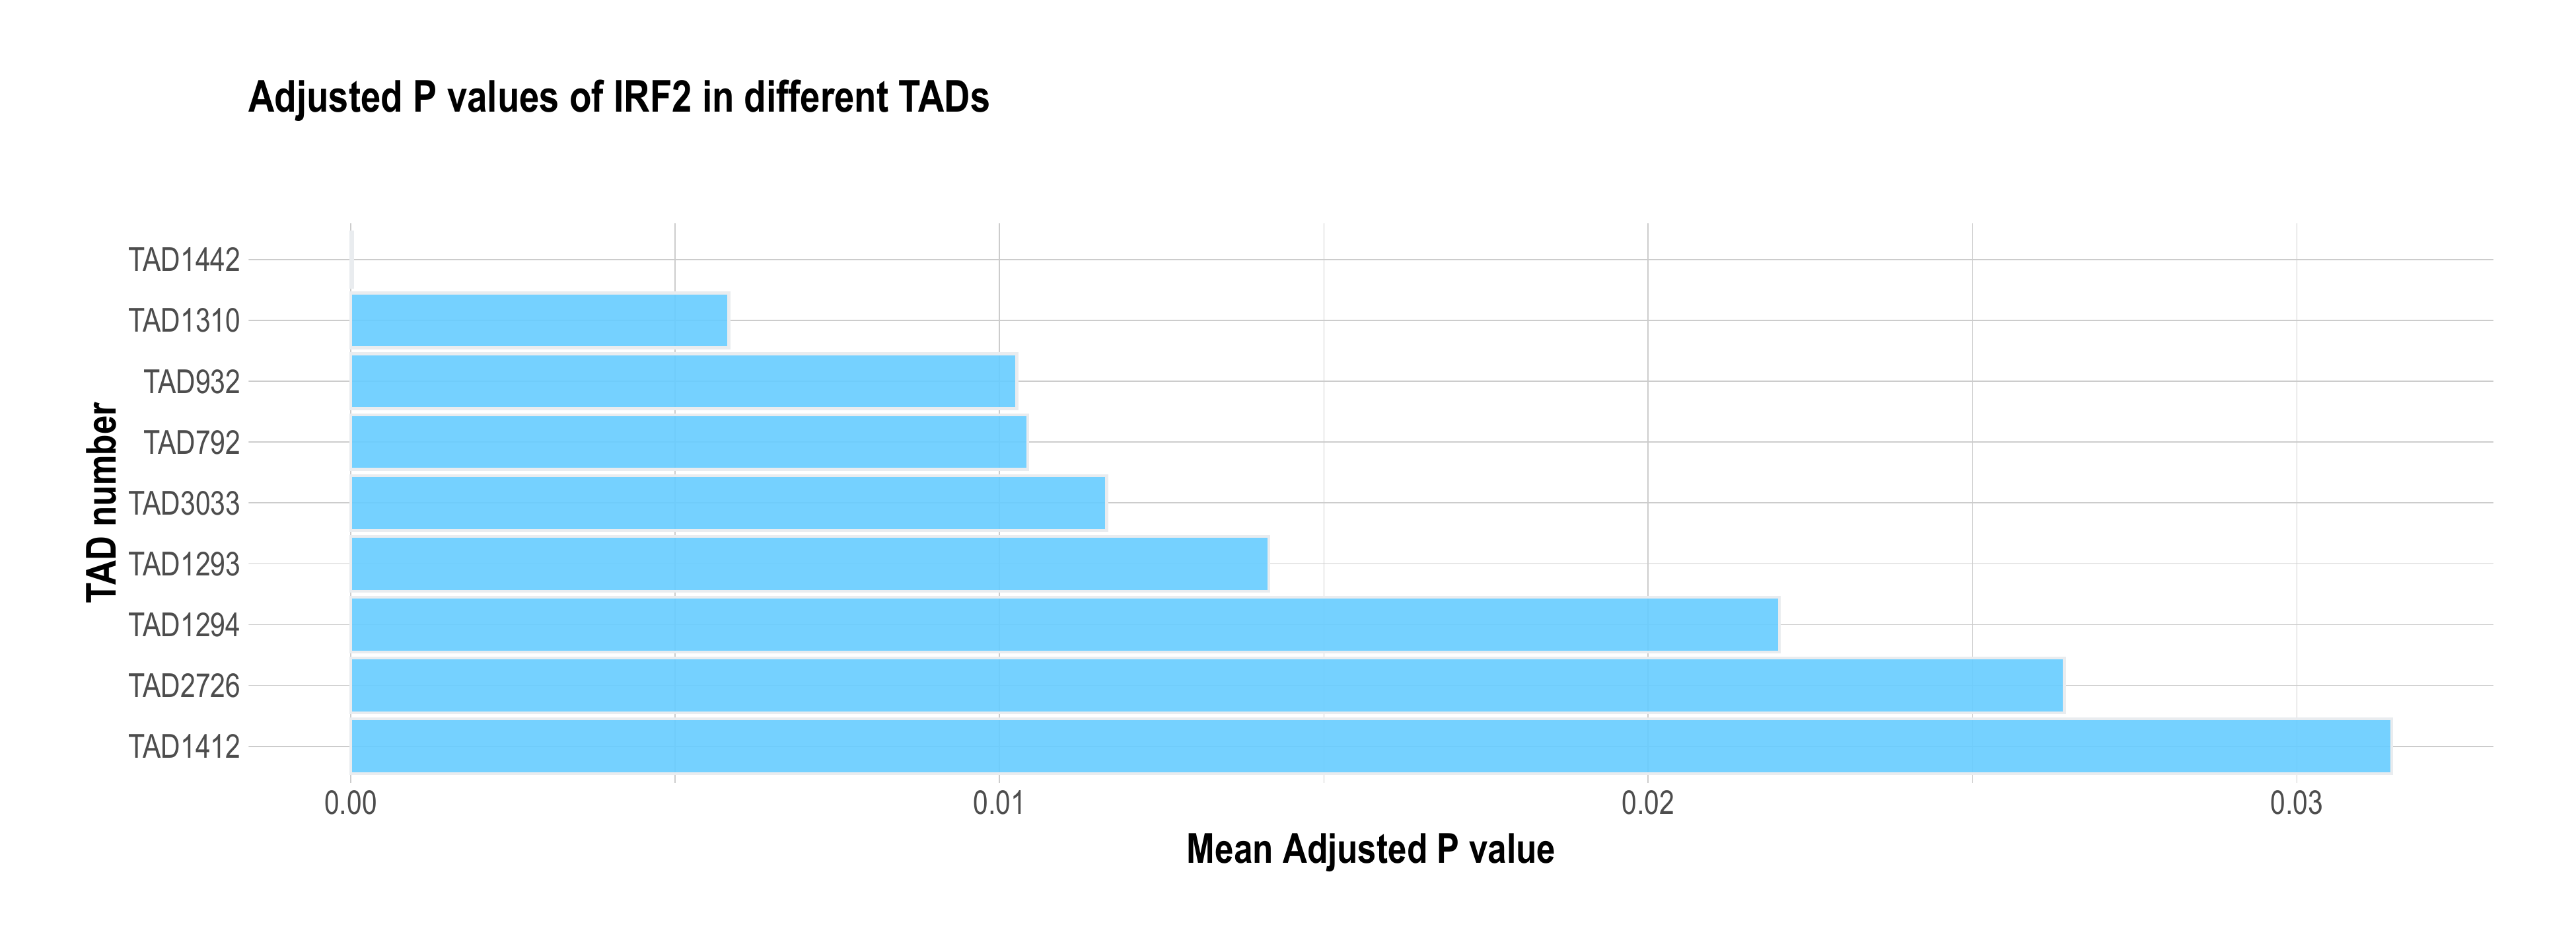 Adjusted P values of IRF2 in different TADs
TAD number
TAD1442
TAD1310
TAD932
TAD792
TAD3033
TAD1293
TAD1294
TAD2726
TAD1412
0.00 0.01 0.02 0.03
Mean Adjusted P value